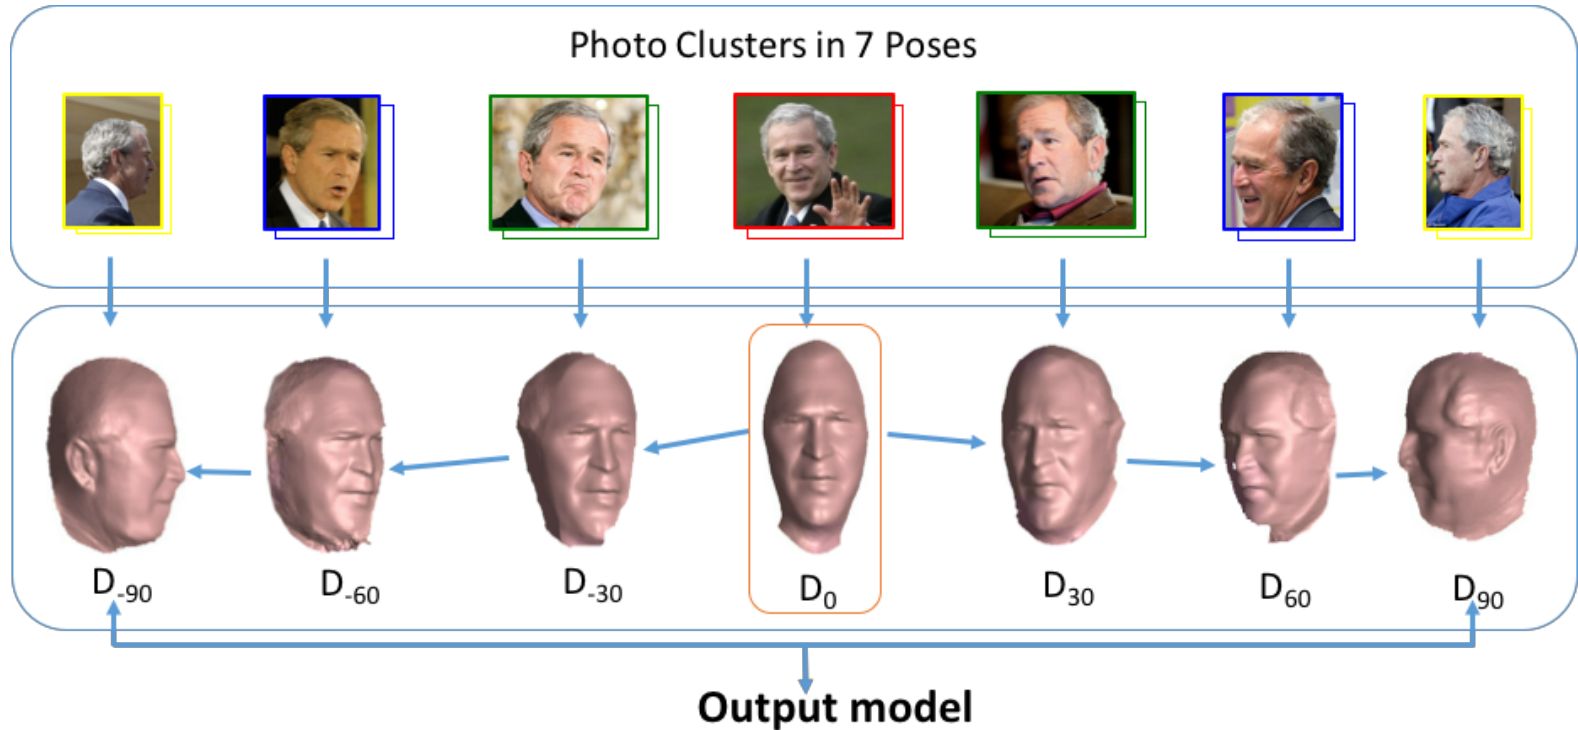 Photo Clusters in 7 Poses
D-90 D-60 D-30 D0 D30 D60 D90
Output model